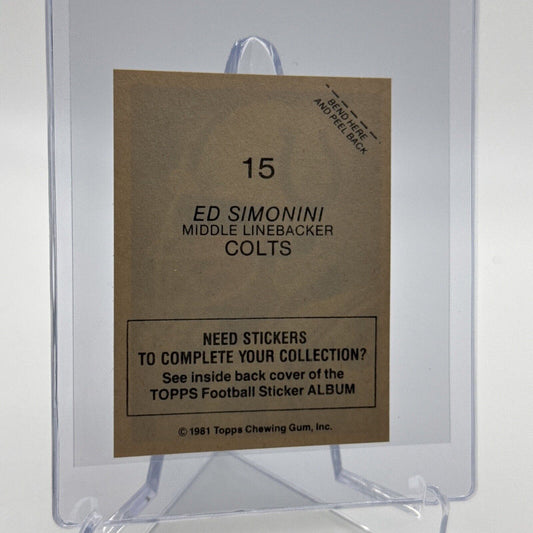 BEND HERE
AND PEEL BACK
15
ED SIMONINI
MIDDLE LINEBACKER
COLTS
NEED STICKERS
TO COMPLETE YOUR COLLECTION?
See inside back cover of the
TOPPS Football Sticker ALBUM
© 1981 Topps Chewing Gum, Inc.